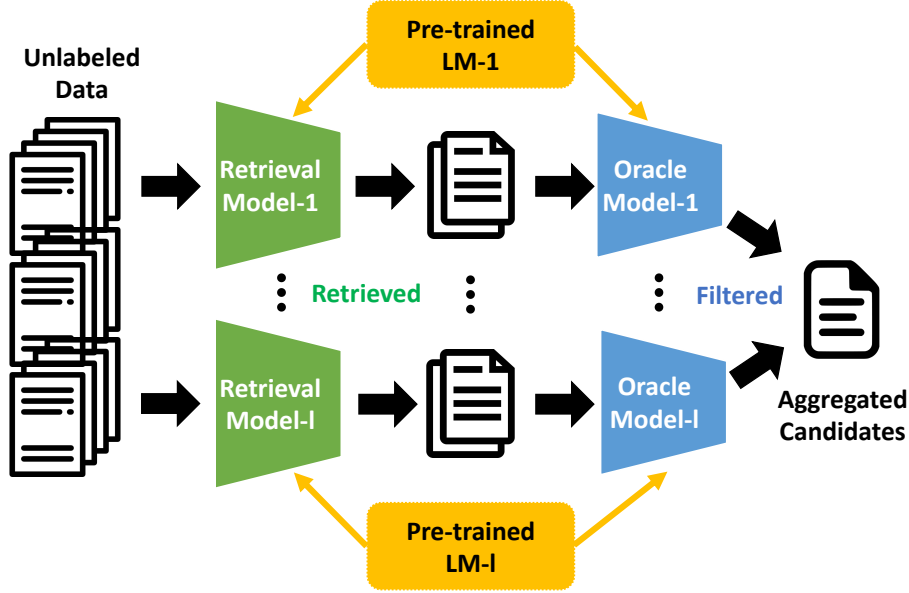 Pre-trained
LM-1
Unlabeled
Data
Retrieval
Model-1
Oracle
Model-1
Retrieved
Filtered
Retrieval
Model-l
Oracle
Model-l
Aggregated
Candidates
Pre-trained
LM-l